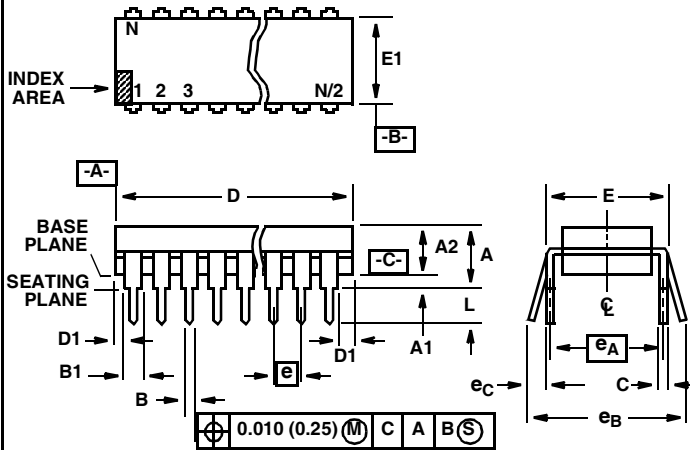 N
INDEX
AREA
1 2 3 N/2
E1
-B-
-A-
D
E
BASE
PLANE
A2
A
-C-
SEATING
PLANE
L
C
L
D1
D1
A1
eA
B1
e
eC
C
B
eB
0.010 (0.25) M C A B S